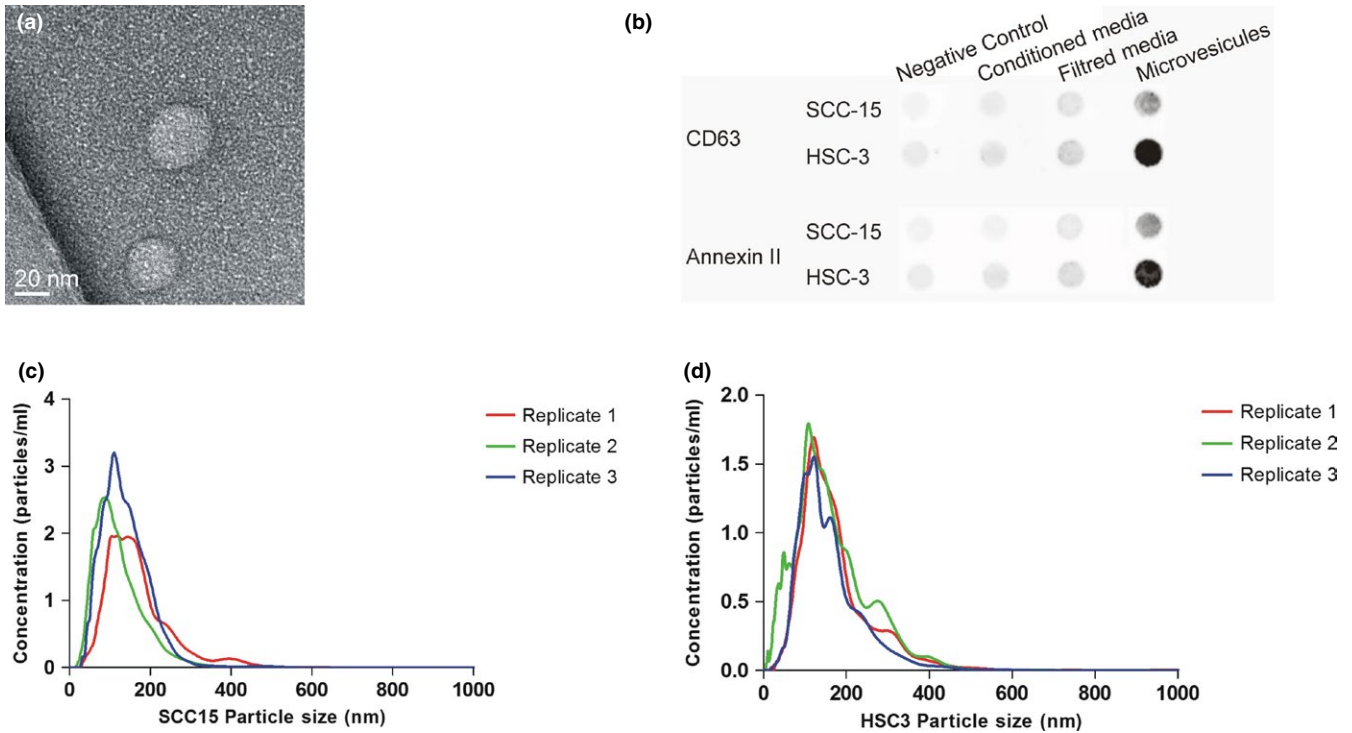 (a)
20 nm
(b)
Negative Control
Conditioned media
Filtred media
Microvesicules
CD63
SCC-15
HSC-3
Annexin II
SCC-15
HSC-3
(c)
Concentration (particles/ml)
4
3
2
1
0
0 200 400 600 800 1000
SCC15 Particle size (nm)
Replicate 1
Replicate 2
Replicate 3
(d)
Concentration (particles/ml)
2.0
1.5
1.0
0.5
0.0
0 200 400 600 800 1000
HSC3 Particle size (nm)
Replicate 1
Replicate 2
Replicate 3